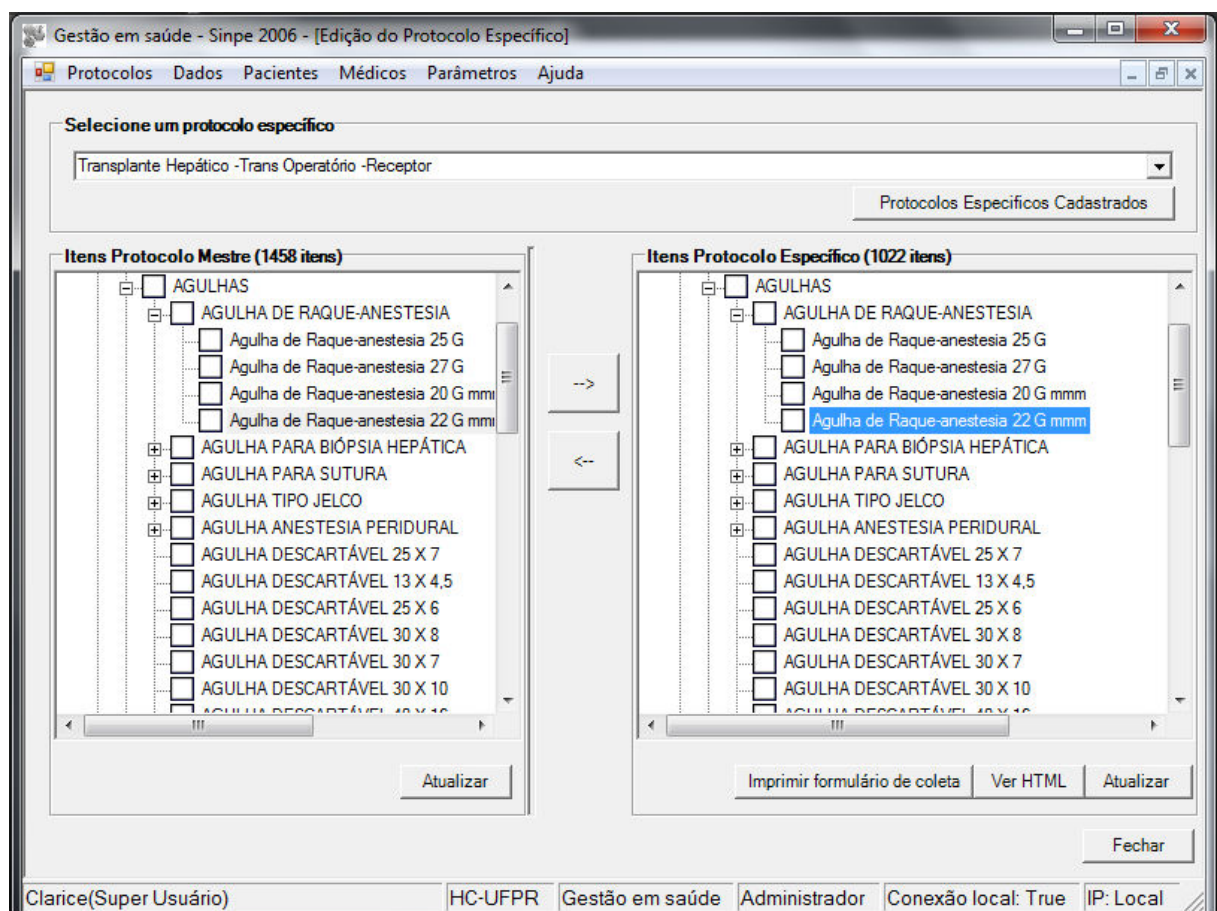 Gestão em saúde - Sinpe 2006 - [Edição do Protocolo Específico]
Protocolos Dados Pacientes Médicos Parâmetros Ajuda
Selecione um protocolo específico
Transplante Hepático -Trans Operatório -Receptor
Protocolos Especificos Cadastrados
Itens Protocolo Mestre (1458 itens)
AGULHAS
AGULHA DE RAQUE-ANESTESIA
Agulha de Raque-anestesia 25 G
Agulha de Raque-anestesia 27 G
Agulha de Raque-anestesia 20 G mm
Agulha de Raque-anestesia 22 G mm
AGULHA PARA BIÓPSIA HEPÁTICA
AGULHA PARA SUTURA
AGULHA TIPO JELCO
AGULHA ANESTESIA PERIDURAL
AGULHA DESCARTÁVEL 25 X 7
AGULHA DESCARTÁVEL 13 X 4,5
AGULHA DESCARTÁVEL 25 X 6
AGULHA DESCARTÁVEL 30 X 8
AGULHA DESCARTÁVEL 30 X 7
AGULHA DESCARTÁVEL 30 X 10
AGULHA DESCARTÁVEL
Atualizar
-->
<--
Itens Protocolo Específico (1022 itens)
AGULHAS
AGULHA DE RAQUE-ANESTESIA
Agulha de Raque-anestesia 25 G
Agulha de Raque-anestesia 27 G
Agulha de Raque-anestesia 20 G mmm
Agulha de Raque-anestesia 22 G mmm
AGULHA PARA BIÓPSIA HEPÁTICA
AGULHA PARA SUTURA
AGULHA TIPO JELCO
AGULHA ANESTESIA PERIDURAL
AGULHA DESCARTÁVEL 25 X 7
AGULHA DESCARTÁVEL 13 X 4,5
AGULHA DESCARTÁVEL 25 X 6
AGULHA DESCARTÁVEL 30 X 8
AGULHA DESCARTÁVEL 30 X 7
AGULHA DESCARTÁVEL 30 X 10
AGULHA DESCARTÁVEL
Imprimir formulário de coleta Ver HTML Atualizar
Fechar
Clarice(Super Usuário) HC-UFPR Gestão em saúde Administrador Conexão local: True IP: Local